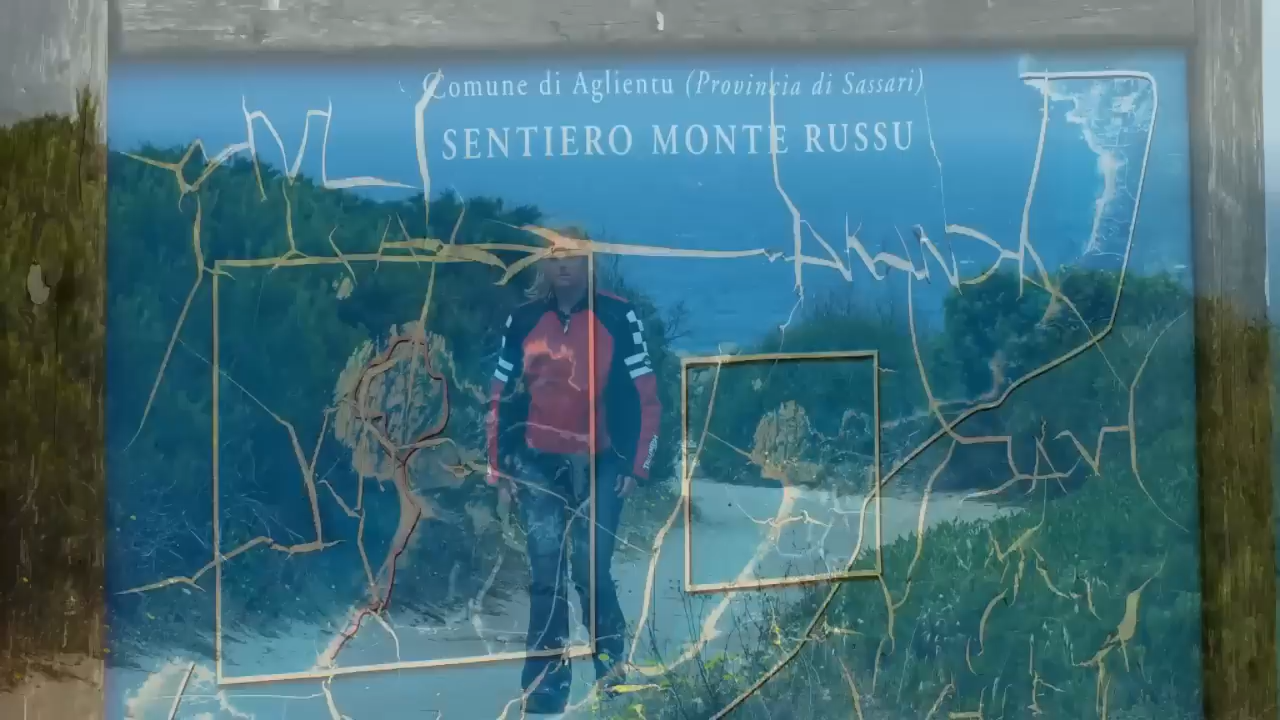 Comune di Aglientu (Provincia di Sassari)
SENTIERO MONTE RUSSU